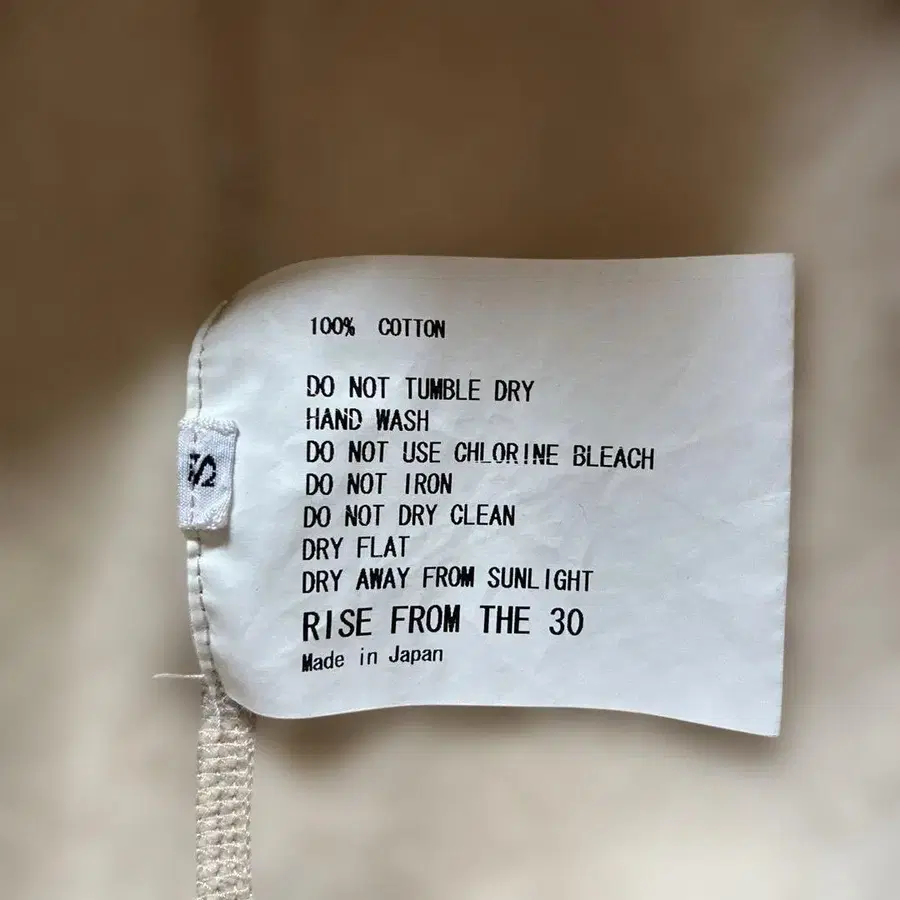 100% COTTON
DO NOT TUMBLE DRY
HAND WASH
DO NOT USE CHLORINE BLEACH
DO NOT IRON
DO NOT DRY CLEAN
DRY FLAT
DRY AWAY FROM SUNLIGHT
RISE FROM THE 30
Made in Japan
S